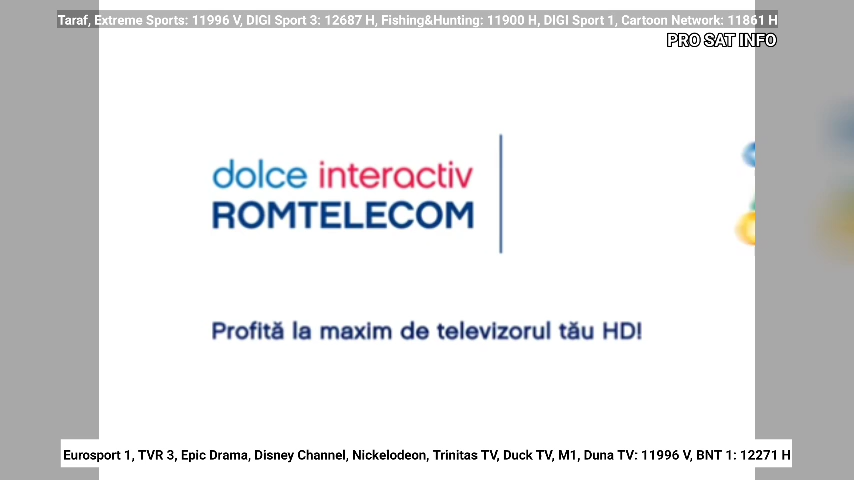 Taraf, Extreme Sports: 11996 V, DIGI Sport 3: 12687 H, Fishing&Hunting: 11900 H, DIGI Sport 1, Cartoon Network: 11861 H
PRO SAT INFO
dolce interactiv
ROMTELECOM
Profită la maxim de televizorul tău HD!
Eurosport 1, TVR 3, Epic Drama, Disney Channel, Nickelodeon, Trinitas TV, Duck TV, M1, Duna TV: 11996 V, BNT 1: 12271 H